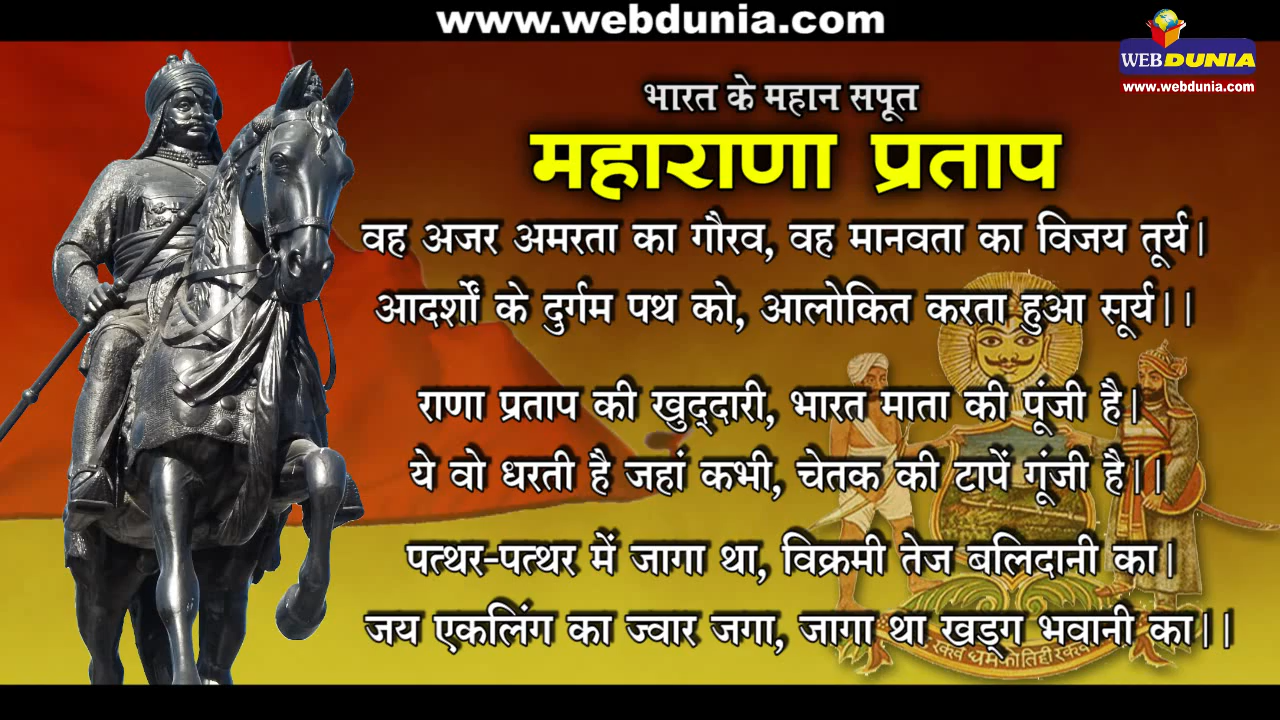 www.webdunia.com
WEBDUNIA
www.webdunia.com
भारत के महान सपूत
महाराणा प्रताप
वह अजर अमरता का गौरव, वह मानवता का विजय तूर्य|
आदर्शों के दुर्गम पथ को, आलोकित करता हुआ सूर्य||
राणा प्रताप की खुद्‌दारी, भारत माता की पूंजी है|
ये वो धरती है जहां कभी, चेतक की टापें गूंजी है||
पत्थर-पत्थर में जागा था, विक्रमी तेज बलिदानी का|
जय एकलिंग का ज्वार जगा, जागा था खड्ग भवानी का||